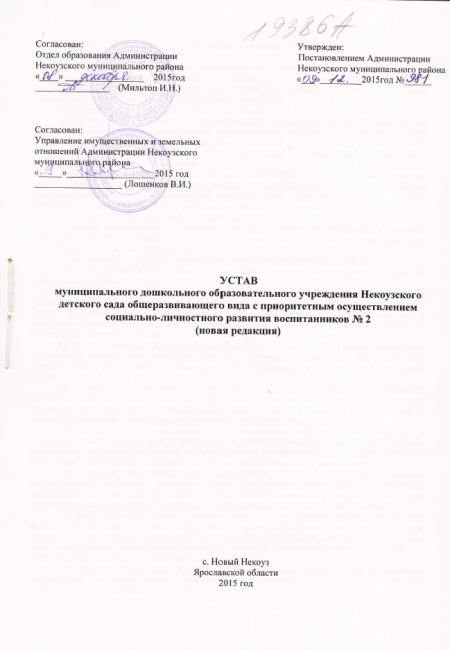 19386А
Согласован:
Отдел образования Администрации
Некоузского муниципального района
«08» декабря 2015год
(Мильтоп И.Н.)
Утвержден:
Постановлением Администрации
Некоузского муниципального района
«09» 12. 2015год № 981
Согласован:
Управление имущественных и земельных
отношений Администрации Некоузского
муниципального района
« » 2015 год
(Лошенков В.И.)
УСТАВ
муниципального дошкольного образовательного учреждения Некоузского
детского сада общеразвивающего вида с приоритетным осуществлением
социально-личностного развития воспитанников № 2
(новая редакция)
с. Новый Некоуз
Ярославской области
2015 год